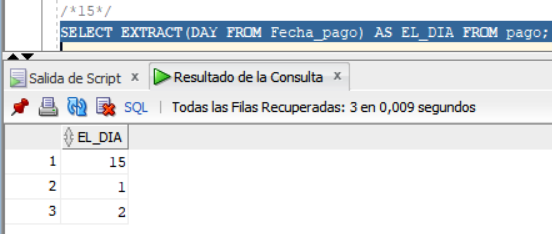 /*15*/
SELECT EXTRACT(DAY FROM Fecha_pago) AS EL_DIA FROM pago;
Salida de Script x Resultado de la Consulta x
SQL | Todas las Filas Recuperadas: 3 en 0,009 segundos
EL_DIA
1 15
2 1
3 2